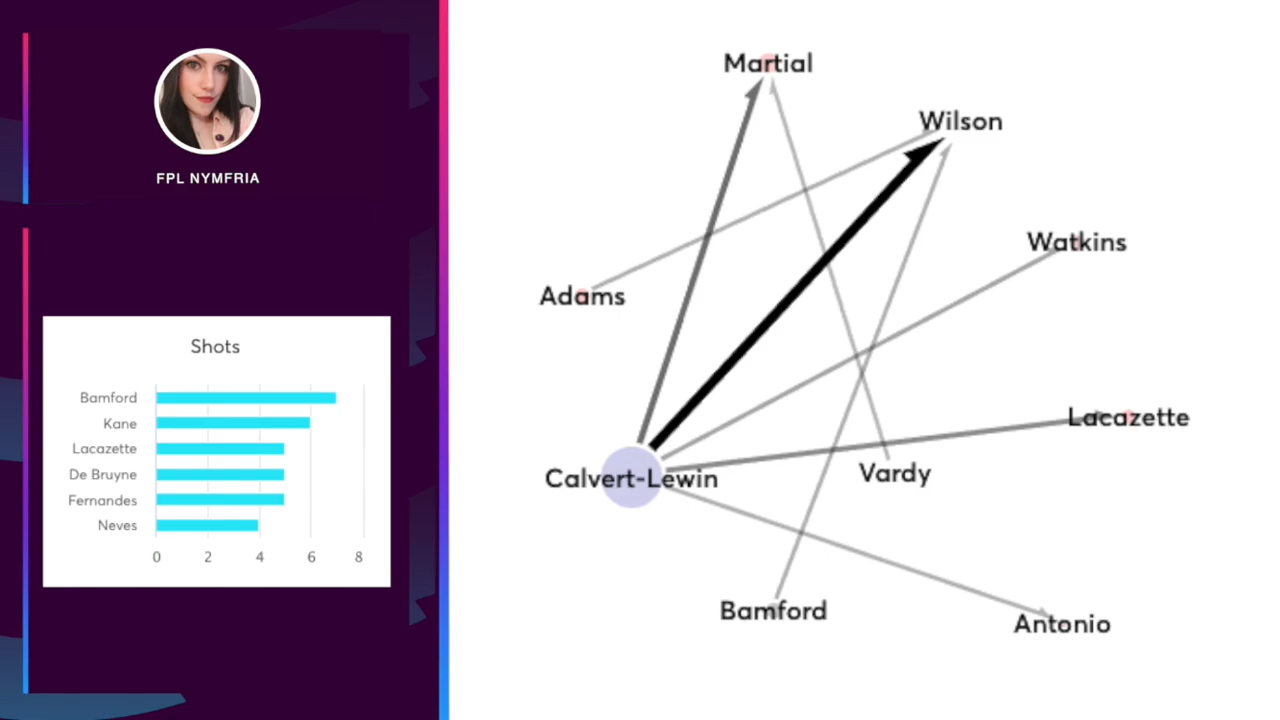 FPL NYMFRIA
Shots
Bamford
Kane
Lacazette
De Bruyne
Fernandes
Neves
0 2 4 6 8
Martial
Wilson
Watkins
Adams
Lacazette
Calvert-Lewin
Vardy
Bamford
Antonio